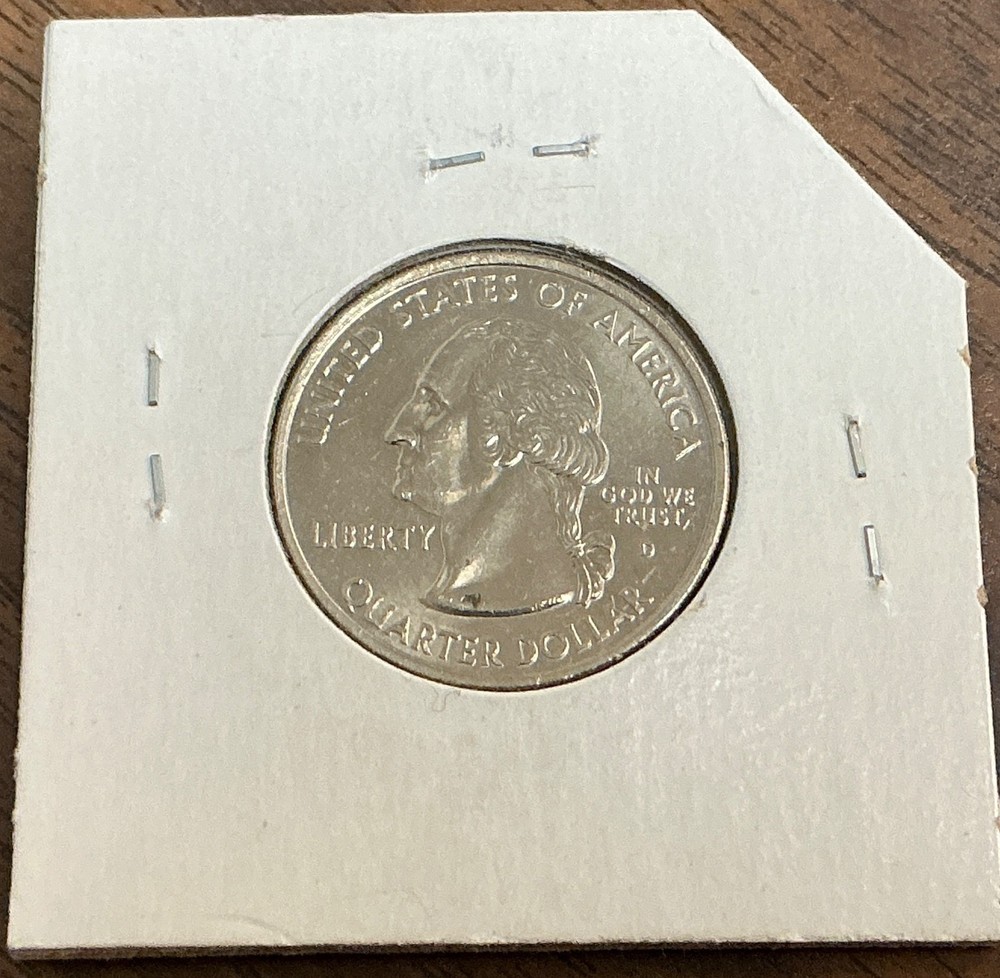 UNITED STATES OF AMERICA
LIBERTY
IN
GOD WE
TRUST
D
QUARTER DOLLAR